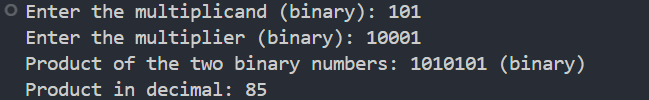 Enter the multiplicand (binary): 101
Enter the multiplier (binary): 10001
Product of the two binary numbers: 1010101 (binary)
Product in decimal: 85